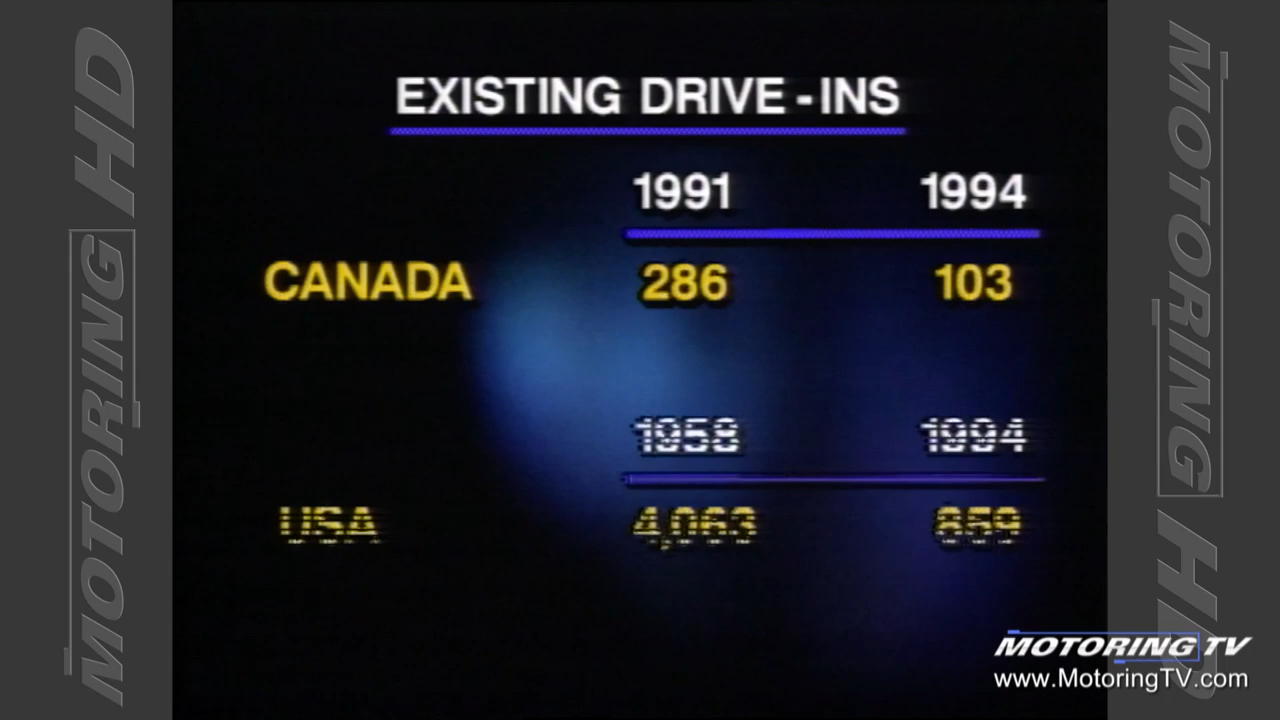 EXISTING DRIVE-INS
1991 1994
CANADA 286 103
1958 1994
USA 4,063 859
MOTORING HD
MOTORING HD
MOTORING TV
www.MotoringTV.com